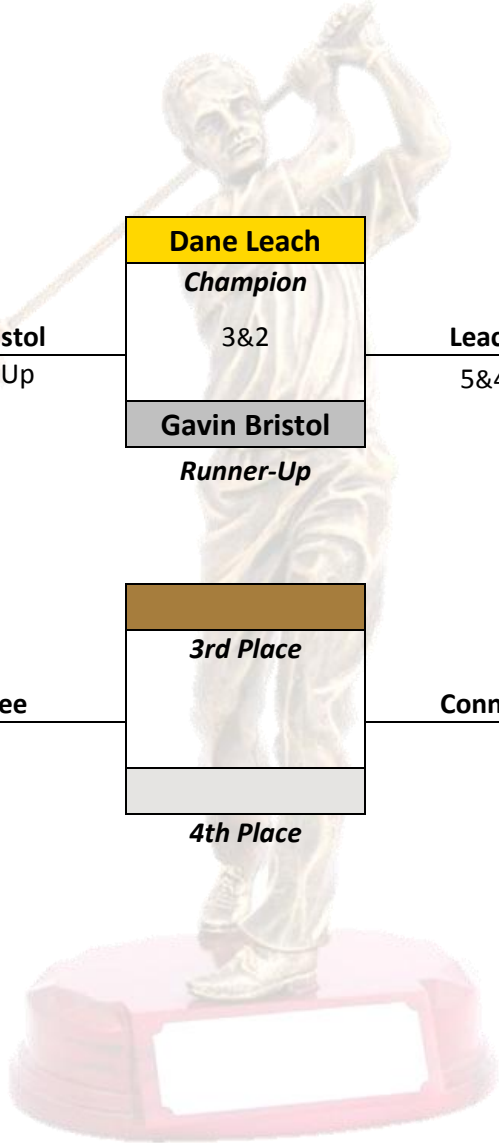 Dane Leach
Champion
stol
3&2
Leac
Up
5&4
Gavin Bristol
Runner-Up
3rd Place
ee
Conn
4th Place